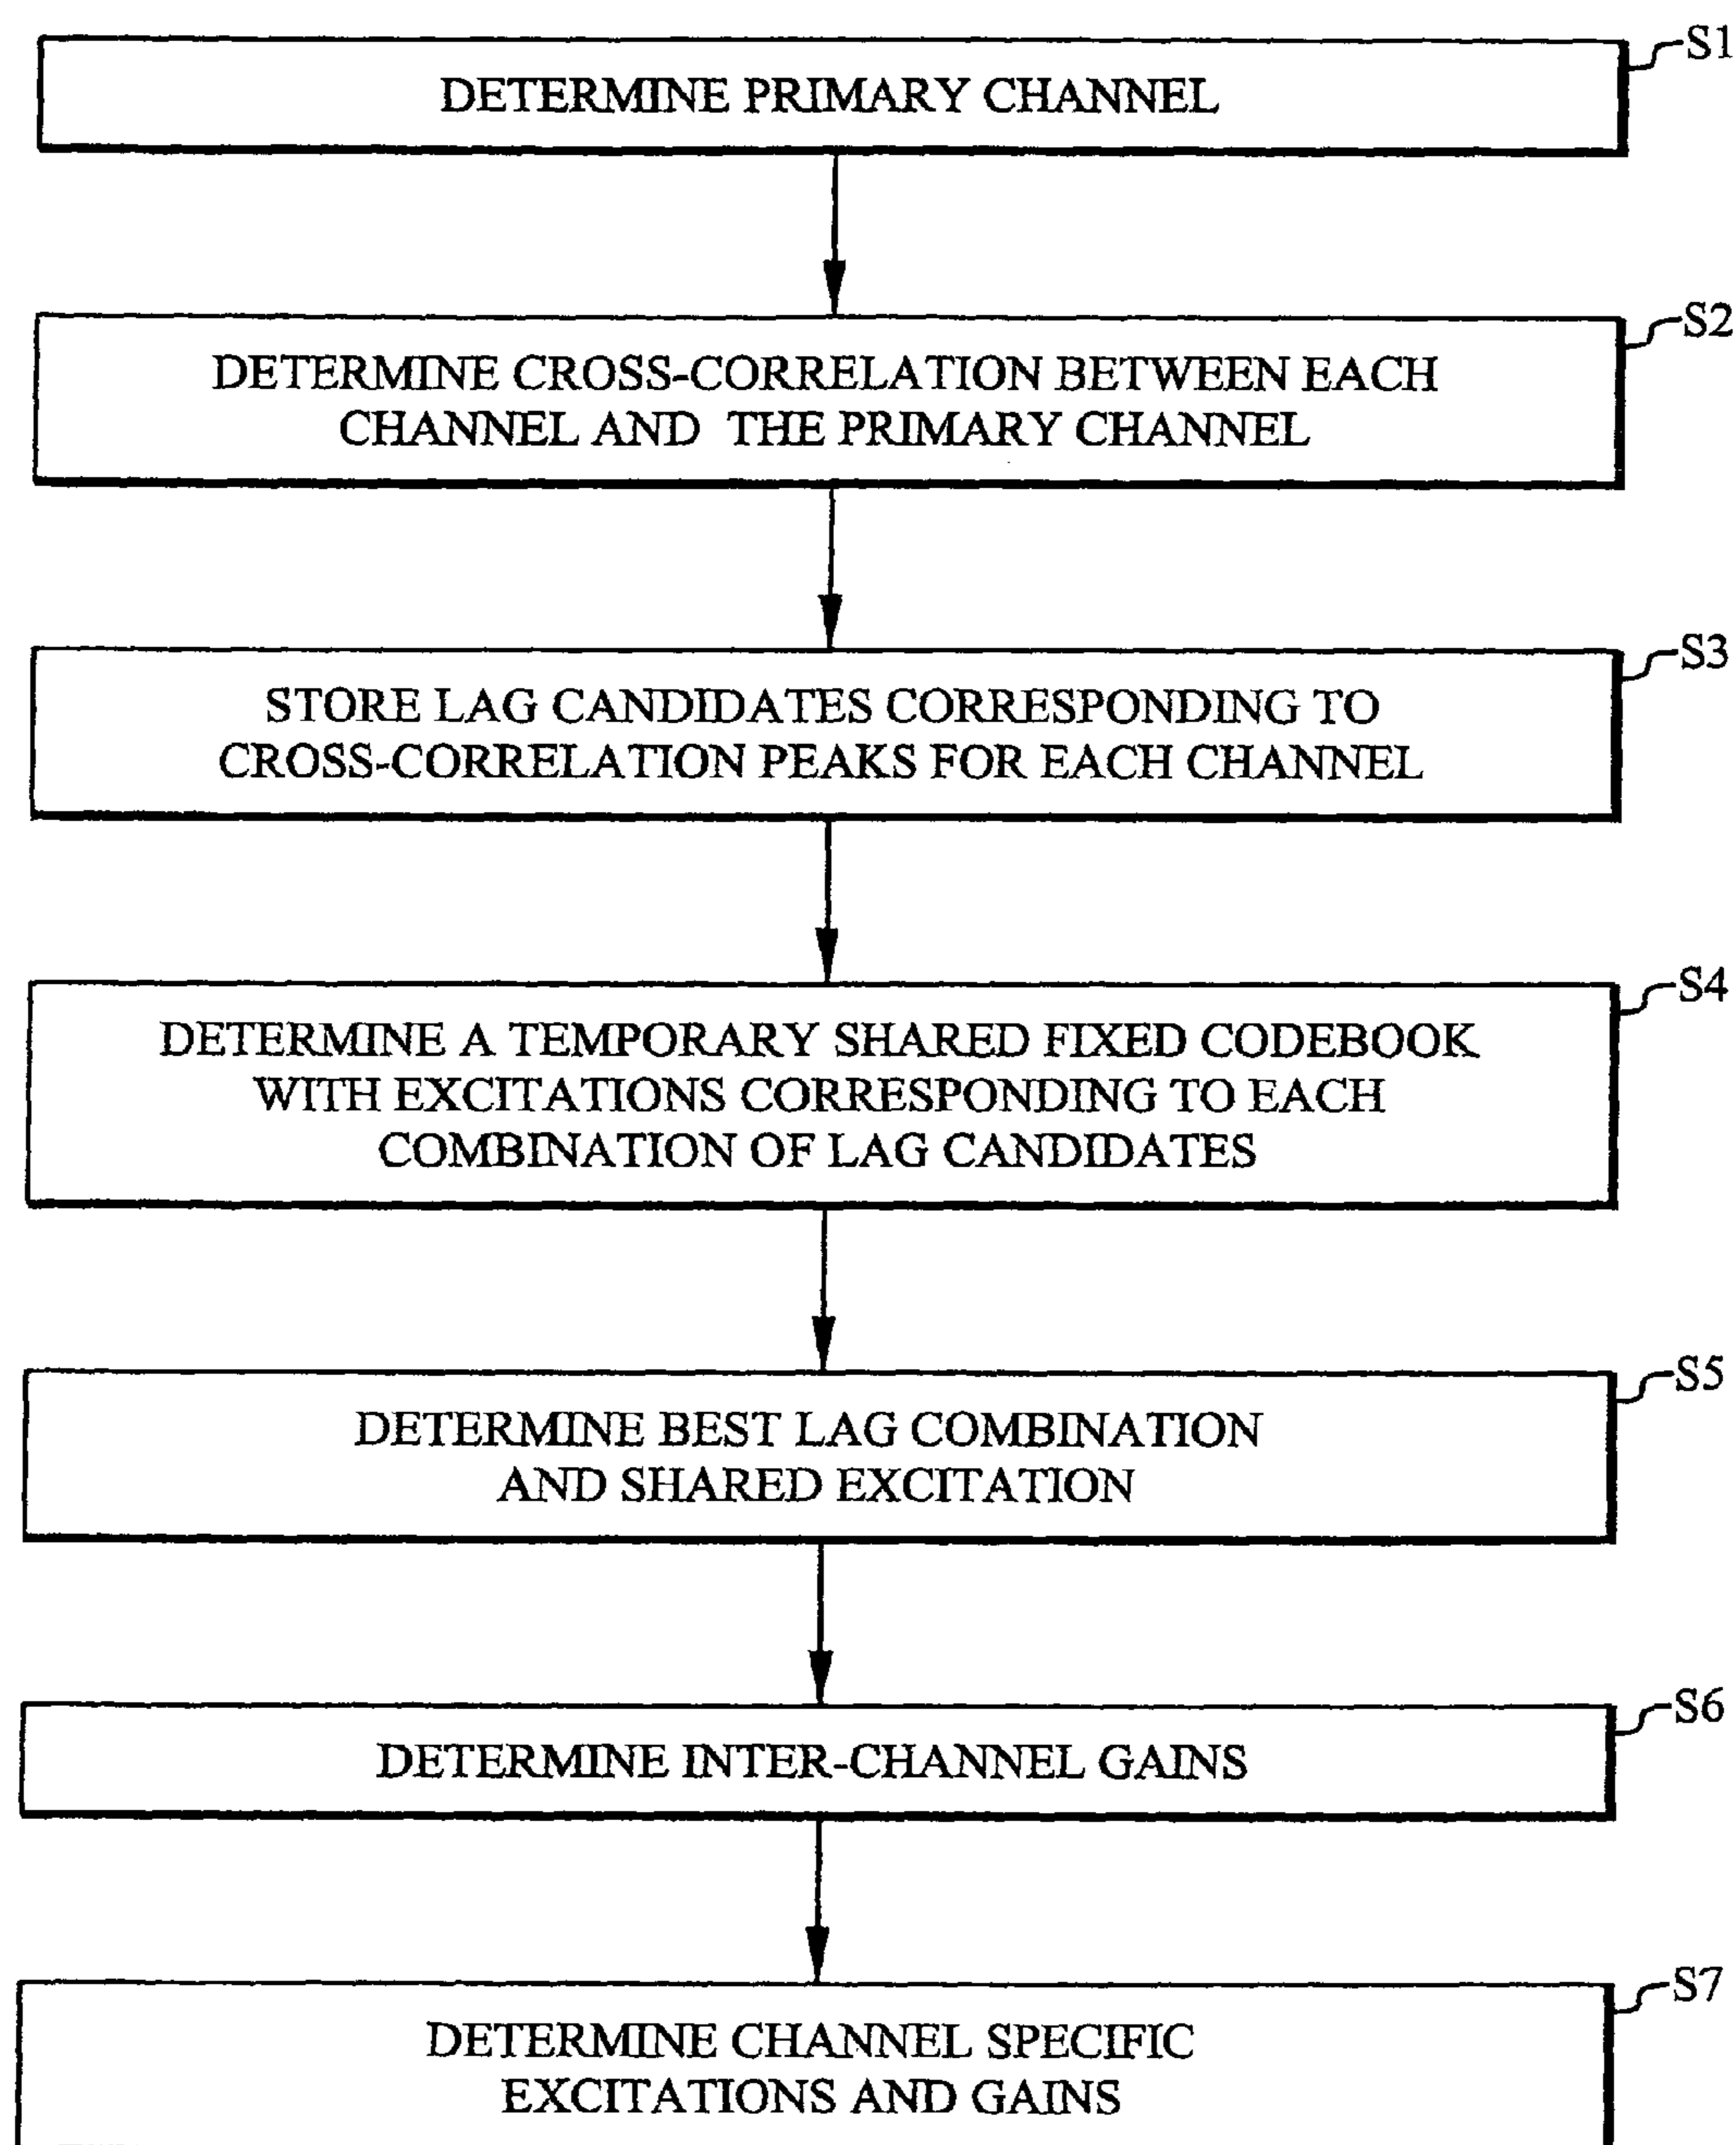 S1
DETERMINE PRIMARY CHANNEL
S2
DETERMINE CROSS-CORRELATION BETWEEN EACH
CHANNEL AND THE PRIMARY CHANNEL
S3
STORE LAG CANDIDATES CORRESPONDING TO
CROSS-CORRELATION PEAKS FOR EACH CHANNEL
S4
DETERMINE A TEMPORARY SHARED FIXED CODEBOOK
WITH EXCITATIONS CORRESPONDING TO EACH
COMBINATION OF LAG CANDIDATES
S5
DETERMINE BEST LAG COMBINATION
AND SHARED EXCITATION
S6
DETERMINE INTER-CHANNEL GAINS
S7
DETERMINE CHANNEL SPECIFIC
EXCITATIONS AND GAINS